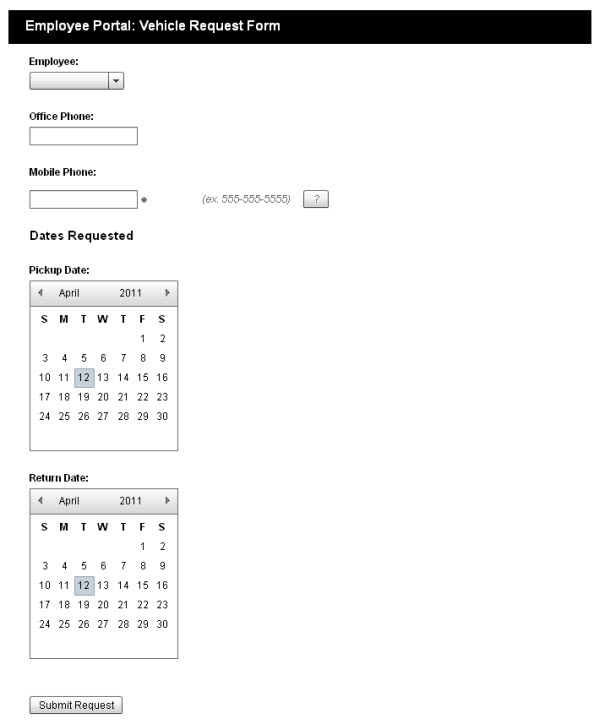 Employee Portal: Vehicle Request Form
Employee:
Office Phone:
Mobile Phone:
(ex. 555-555-5555) ?
Dates Requested
Pickup Date:
April 2011
S M T W T F S
1 2
3 4 5 6 7 8 9
10 11 12 13 14 15 16
17 18 19 20 21 22 23
24 25 26 27 28 29 30
Return Date:
April 2011
S M T W T F S
1 2
3 4 5 6 7 8 9
10 11 12 13 14 15 16
17 18 19 20 21 22 23
24 25 26 27 28 29 30
Submit Request